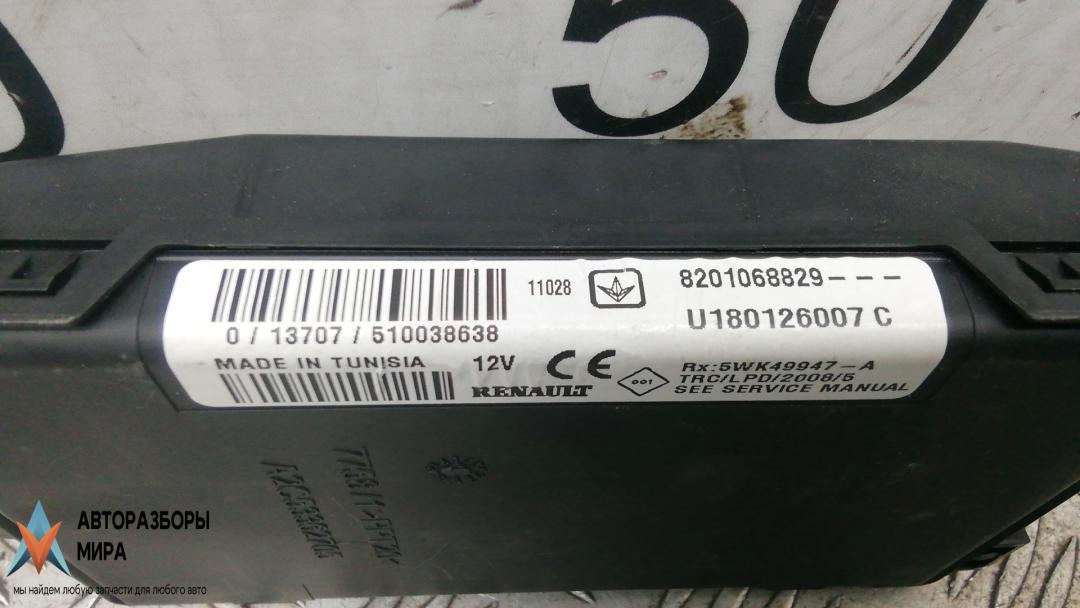 50
11028
8201068829---
U180126007 C
0 / 13707 / 510038638
MADE IN TUNISIA 12V CE
RENAULT
001
Rx:5WK49947-A
TRC/LPD/2008/5
SEE SERVICE MANUAL
АВТОРАЗБОРЫ
МИРА
мы найдем любую запчасти для любого авто